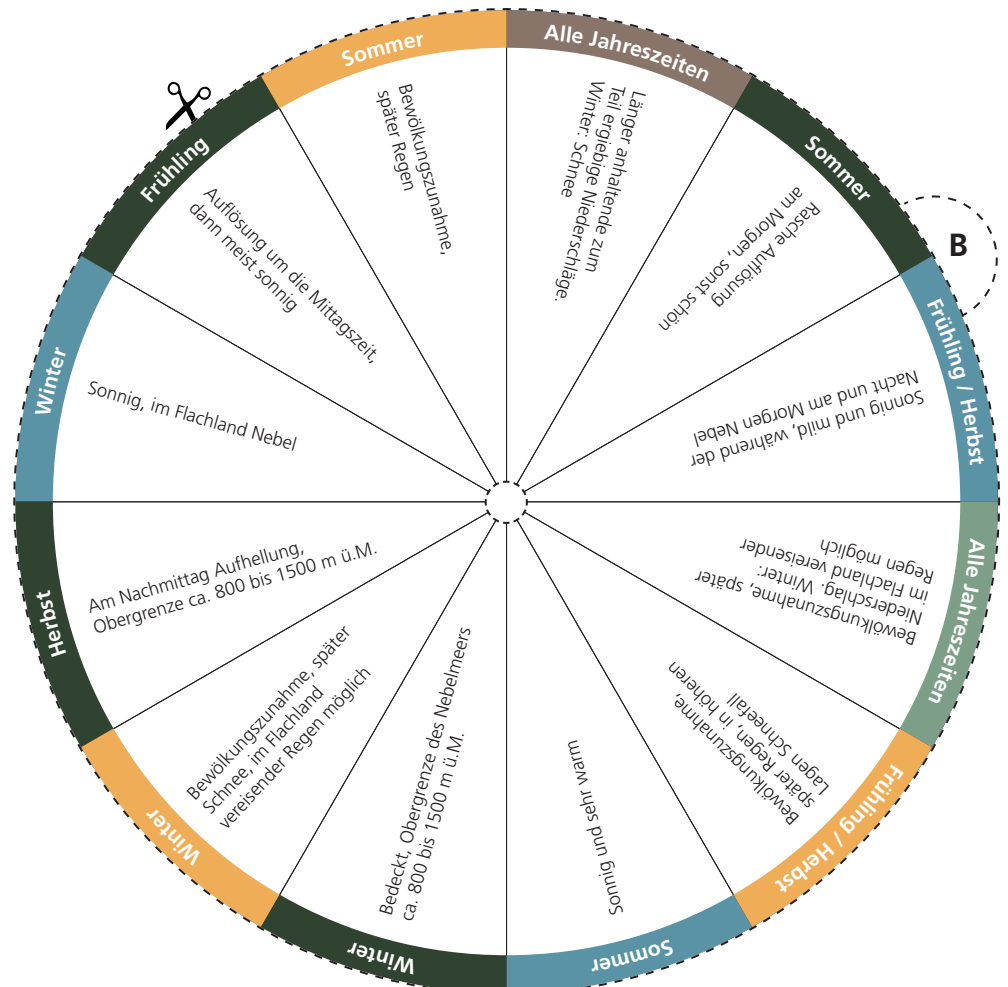 Alle Jahreszeiten
Länger anhaltende zum
Teil ergiebige Niederschläge.
Winter: Schnee
Sommer
Rasche Auflösung
am Morgen, sonst schön
B
Frühling / Herbst
Sonnig und mild, während der
Nacht und am Morgen Nebel
Alle Jahreszeiten
Bewölkungszunahme, später
Niederschlag. Winter:
im Flachland vereisender
Regen möglich
Frühling / Herbst
Bewölkungszunahme,
später Regen, in höheren
Lagen Schneefall
Sommer
Sonnig und sehr warm
Winter
Bedeckt, Obergrenze des Nebelmeers
ca. 800 bis 1500 m ü.M.
Winter
Bewölkungszunahme, später
Schnee, im Flachland
vereisender Regen möglich
Herbst
Am Nachmittag Aufhellung,
Obergrenze ca. 800 bis 1500 m ü.M.
Winter
Sonnig, im Flachland Nebel
Frühling
Auflösung um die Mittagszeit,
dann meist sonnig
Sommer
Bewölkungszunahme,
später Regen